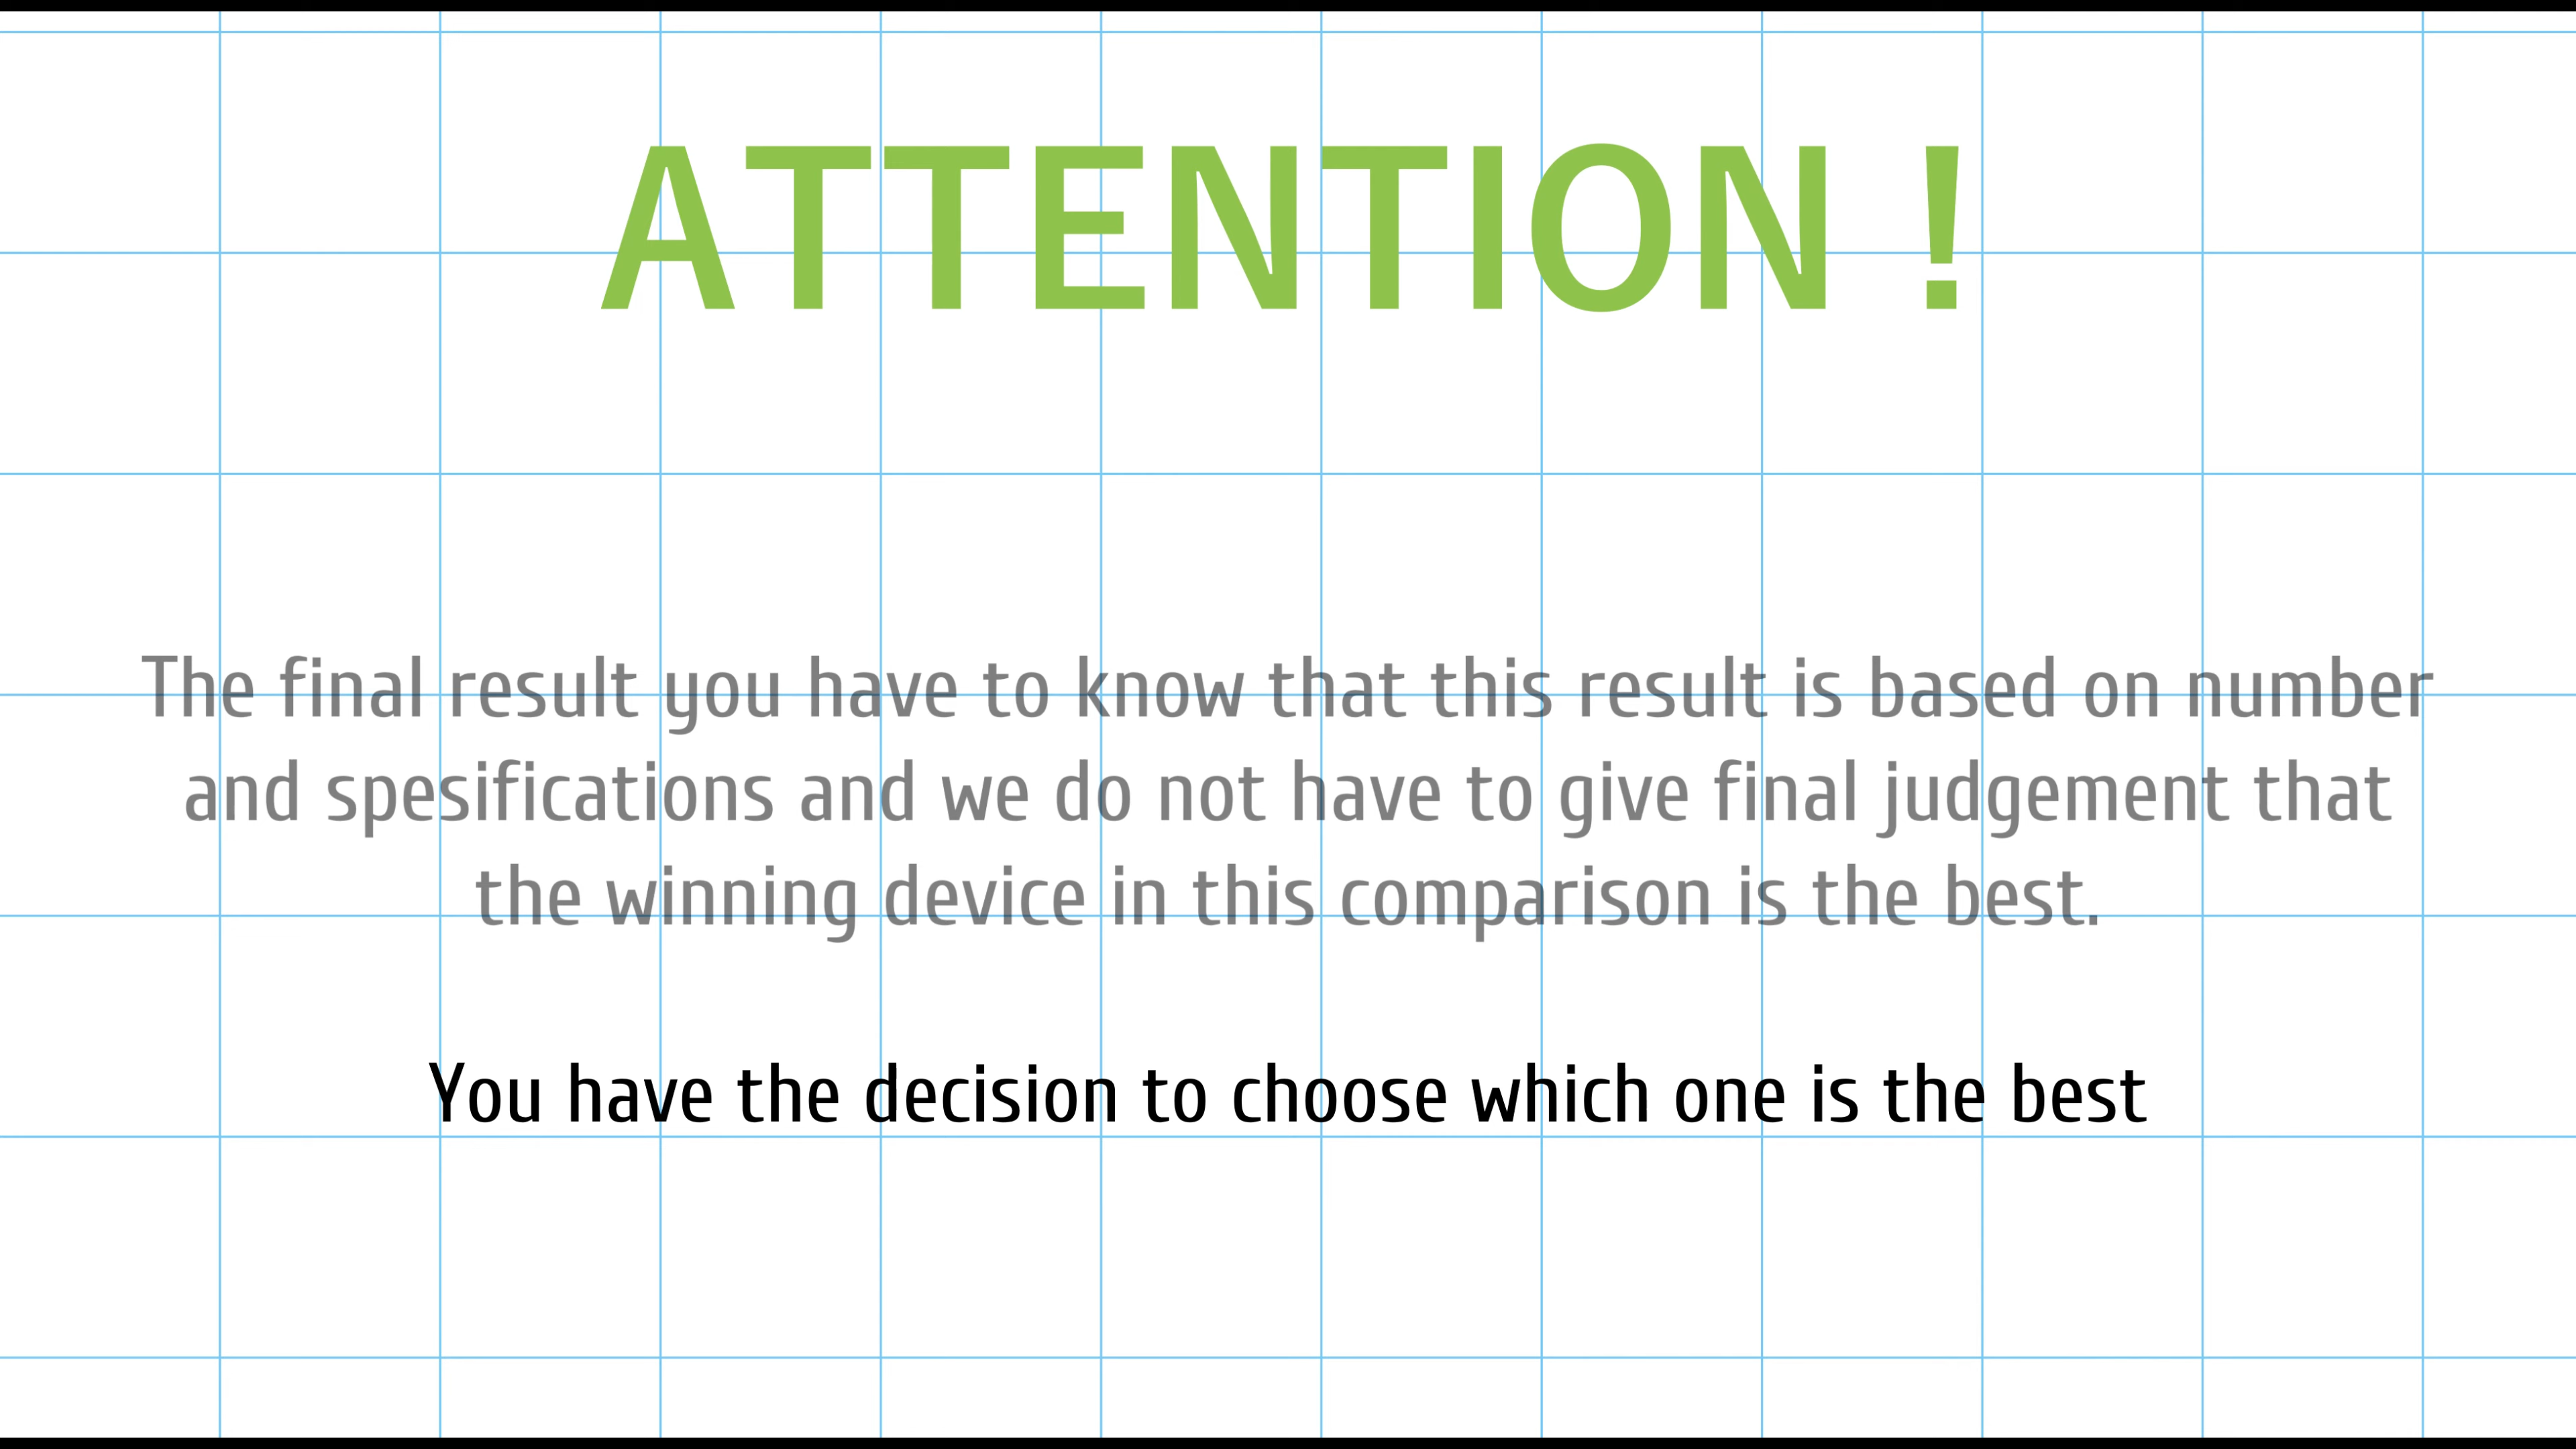 ATTENTION !
The final result you have to know that this result is based on number
and spesifications and we do not have to give final judgement that
the winning device in this comparison is the best.
You have the decision to choose which one is the best